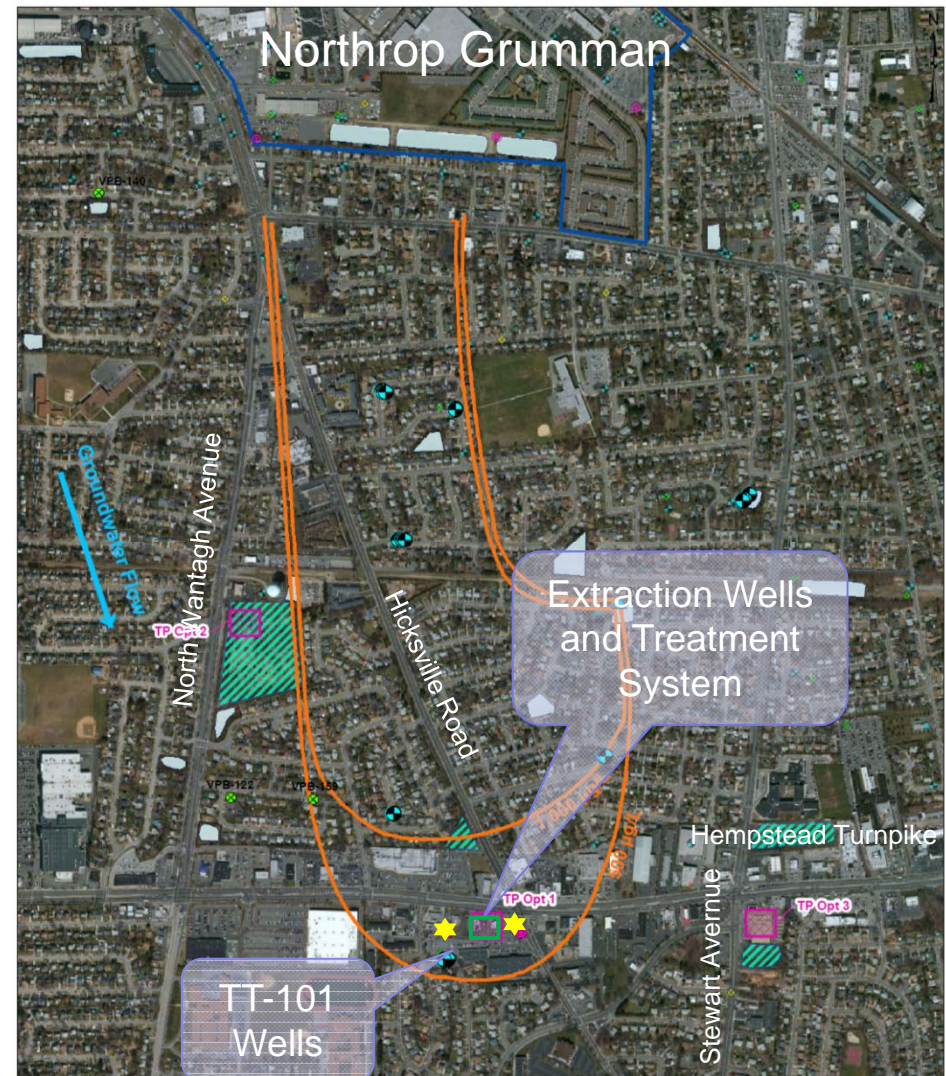 N
Northrop Grumman
VPB-140
Groundwater Flow
North Wantagh Avenue
TP Opt 2
Hicksville Road
Extraction Wells
and Treatment
System
VPB-122
Hempstead Turnpike
TP Opt 1
TP Opt 3
Stewart Avernue
TT-101
Wells